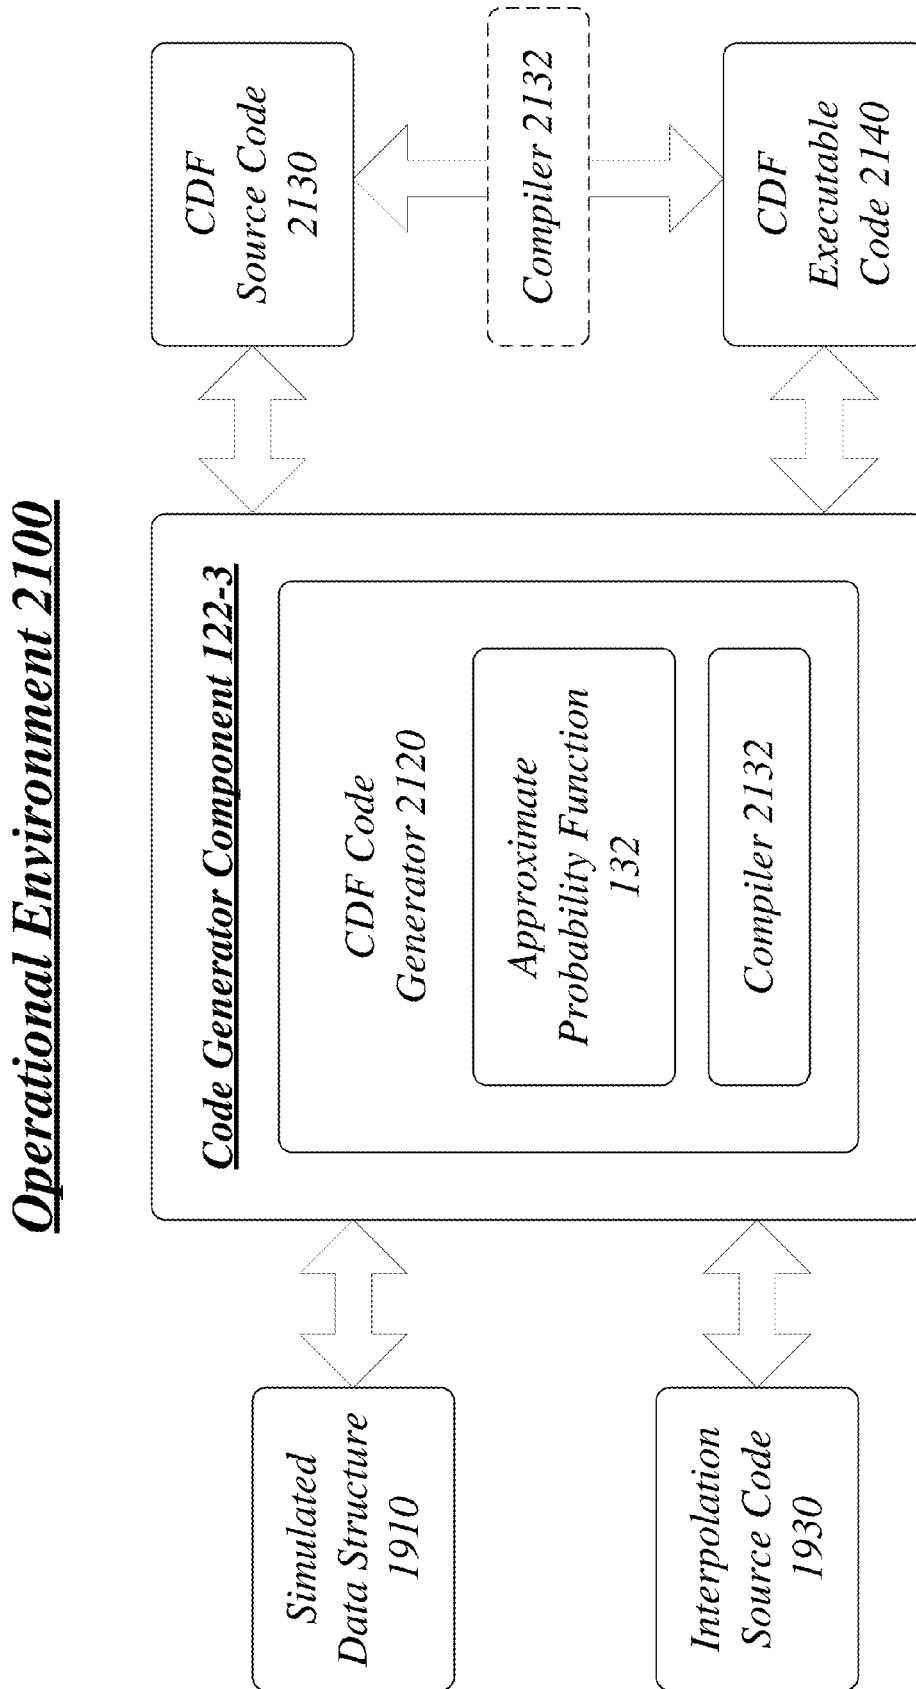 Operational Environment 2100
Simulated
Data Structure
1910
Interpolation
Source Code
1930
Code Generator Component 122-3
CDF Code
Generator 2120
Approximate
Probability Function
132
Compiler 2132
CDF
Source Code
2130
Compiler 2132
CDF
Executable
Code 2140